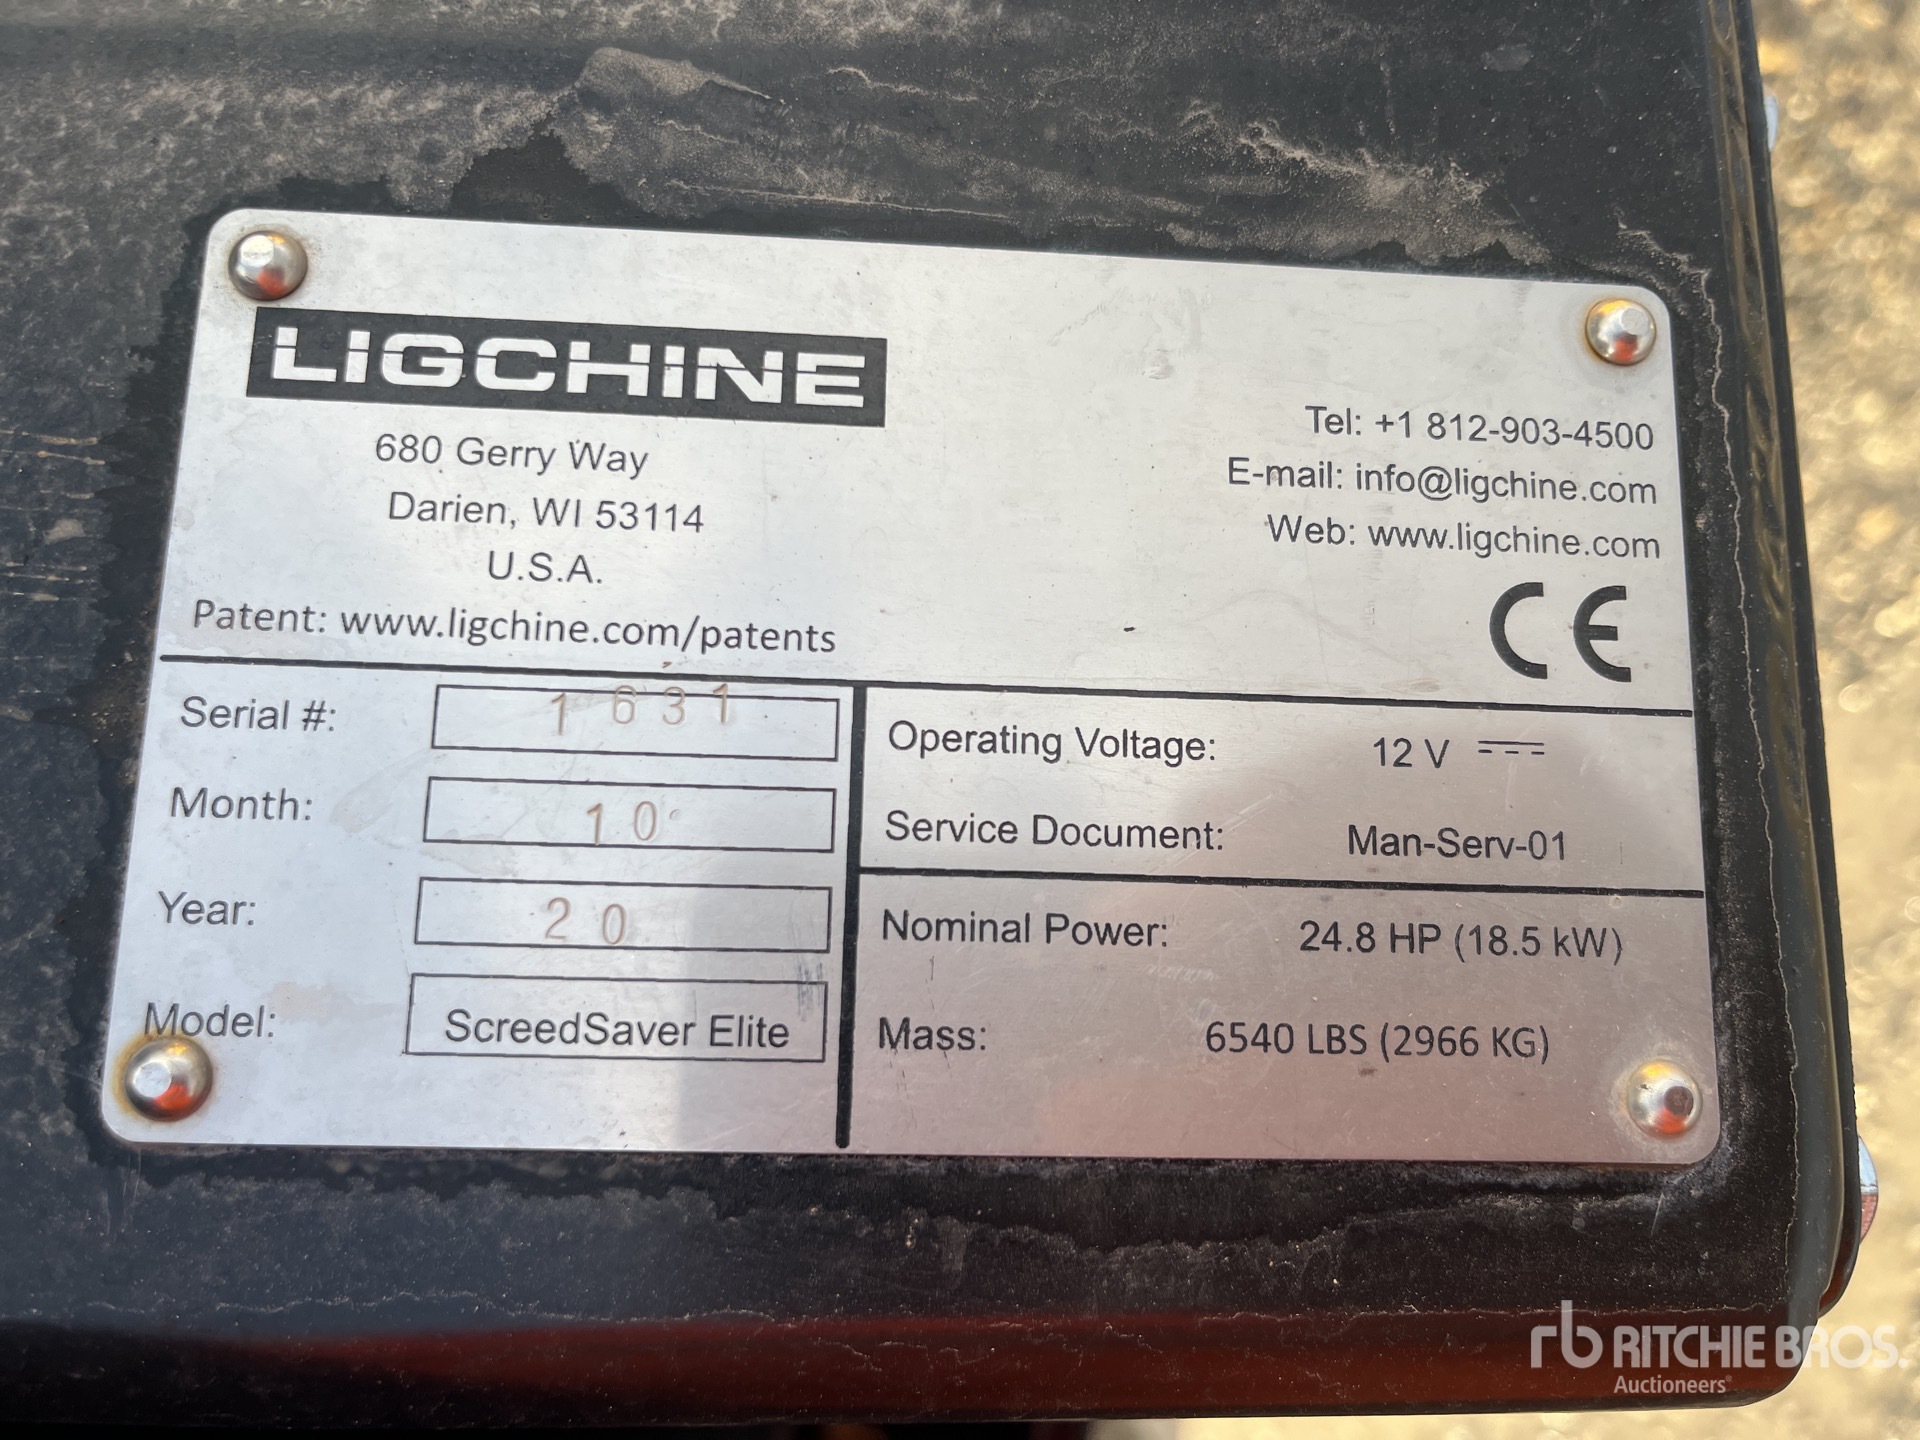 LIGCHINE
680 Gerry Way
Darien, WI 53114
U.S.A.
Patent: www.ligchine.com/patents
Tel: +1 812-903-4500
E-mail: info@ligchine.com
Web: www.ligchine.com
CE
Serial #: 1631
Month: 10
Year: 20
Model: ScreedSaver Elite
Operating Voltage: 12 V ⎓
Service Document: Man-Serv-01
Nominal Power: 24.8 HP (18.5 kW)
Mass: 6540 LBS (2966 KG)
rb RITCHIE BROS.
Auctioneers